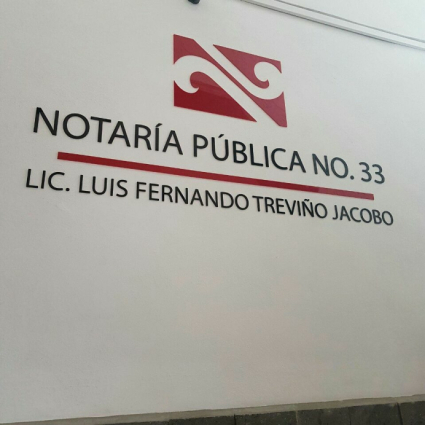 NOTARÍA PÚBLICA NO. 33
LIC. LUIS FERNANDO TREVIÑO JACOBO